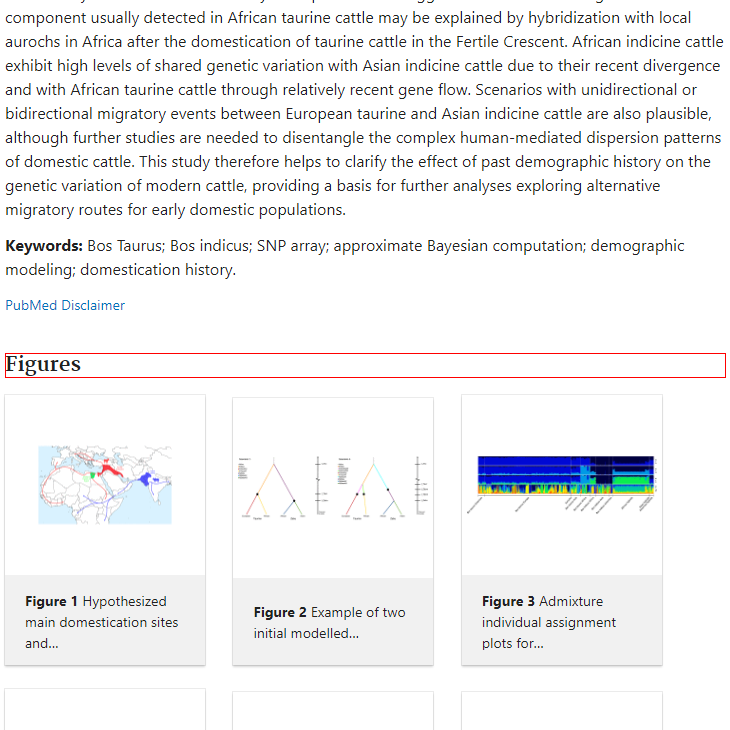 component usually detected in African taurine cattle may be explained by hybridization with local
aurochs in Africa after the domestication of taurine cattle in the Fertile Crescent. African indicine cattle
exhibit high levels of shared genetic variation with Asian indicine cattle due to their recent divergence
and with African taurine cattle through relatively recent gene flow. Scenarios with unidirectional or
bidirectional migratory events between European taurine and Asian indicine cattle are also plausible,
although further studies are needed to disentangle the complex human-mediated dispersion patterns
of domestic cattle. This study therefore helps to clarify the effect of past demographic history on the
genetic variation of modern cattle, providing a basis for further analyses exploring alternative
migratory routes for early domestic populations.
Keywords: Bos Taurus; Bos indicus; SNP array; approximate Bayesian computation; demographic
modeling; domestication history.
PubMed Disclaimer
Figures
Figure 1 Hypothesized
main domestication sites
and...
Figure 2 Example of two
initial modelled...
Figure 3 Admixture
individual assignment
plots for...